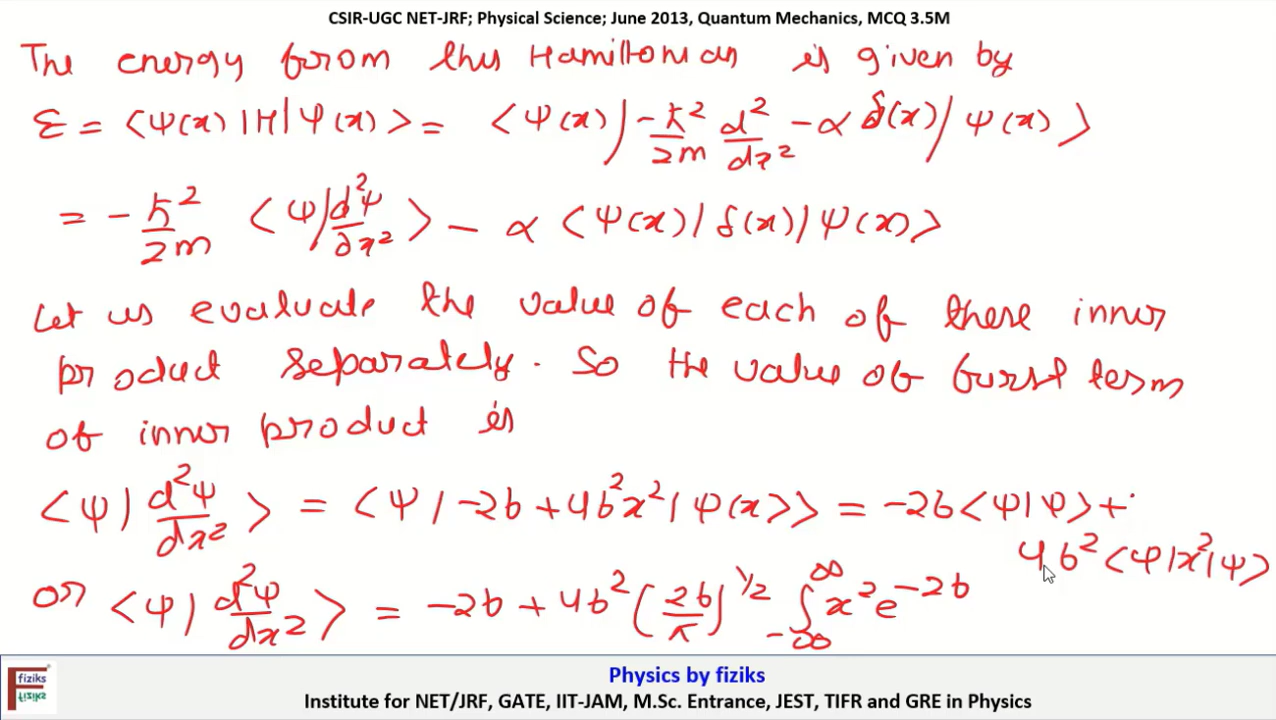 CSIR-UGC NET-JRF; Physical Science; June 2013, Quantum Mechanics, MCQ 3.5M
The energy from this Hamiltonian is given by
ε = ⟨ψ(x)|H|ψ(x)⟩ = ⟨ψ(x)|-ħ²/2m d²/dx² - α δ(x)|ψ(x)⟩
= -ħ²/2m ⟨ψ|d²ψ/dx²⟩ - α ⟨ψ(x)|δ(x)|ψ(x)⟩
Let us evaluate the value of each of these inner
product separately. So the value of first term
of inner product is
⟨ψ|d²ψ/dx²⟩ = ⟨ψ|-2b + 4b²x²|ψ(x)⟩⟩ = -2b⟨ψ|ψ⟩ +
4b²⟨ψ|x²|ψ⟩
or ⟨ψ|d²ψ/dx²⟩ = -2b + 4b² (2b/π)^1/2 ∫_{-∞}^{∞} x² e^{-2b}
fiziks
fiziks
Physics by fiziks
Institute for NET/JRF, GATE, IIT-JAM, M.Sc. Entrance, JEST, TIFR and GRE in Physics